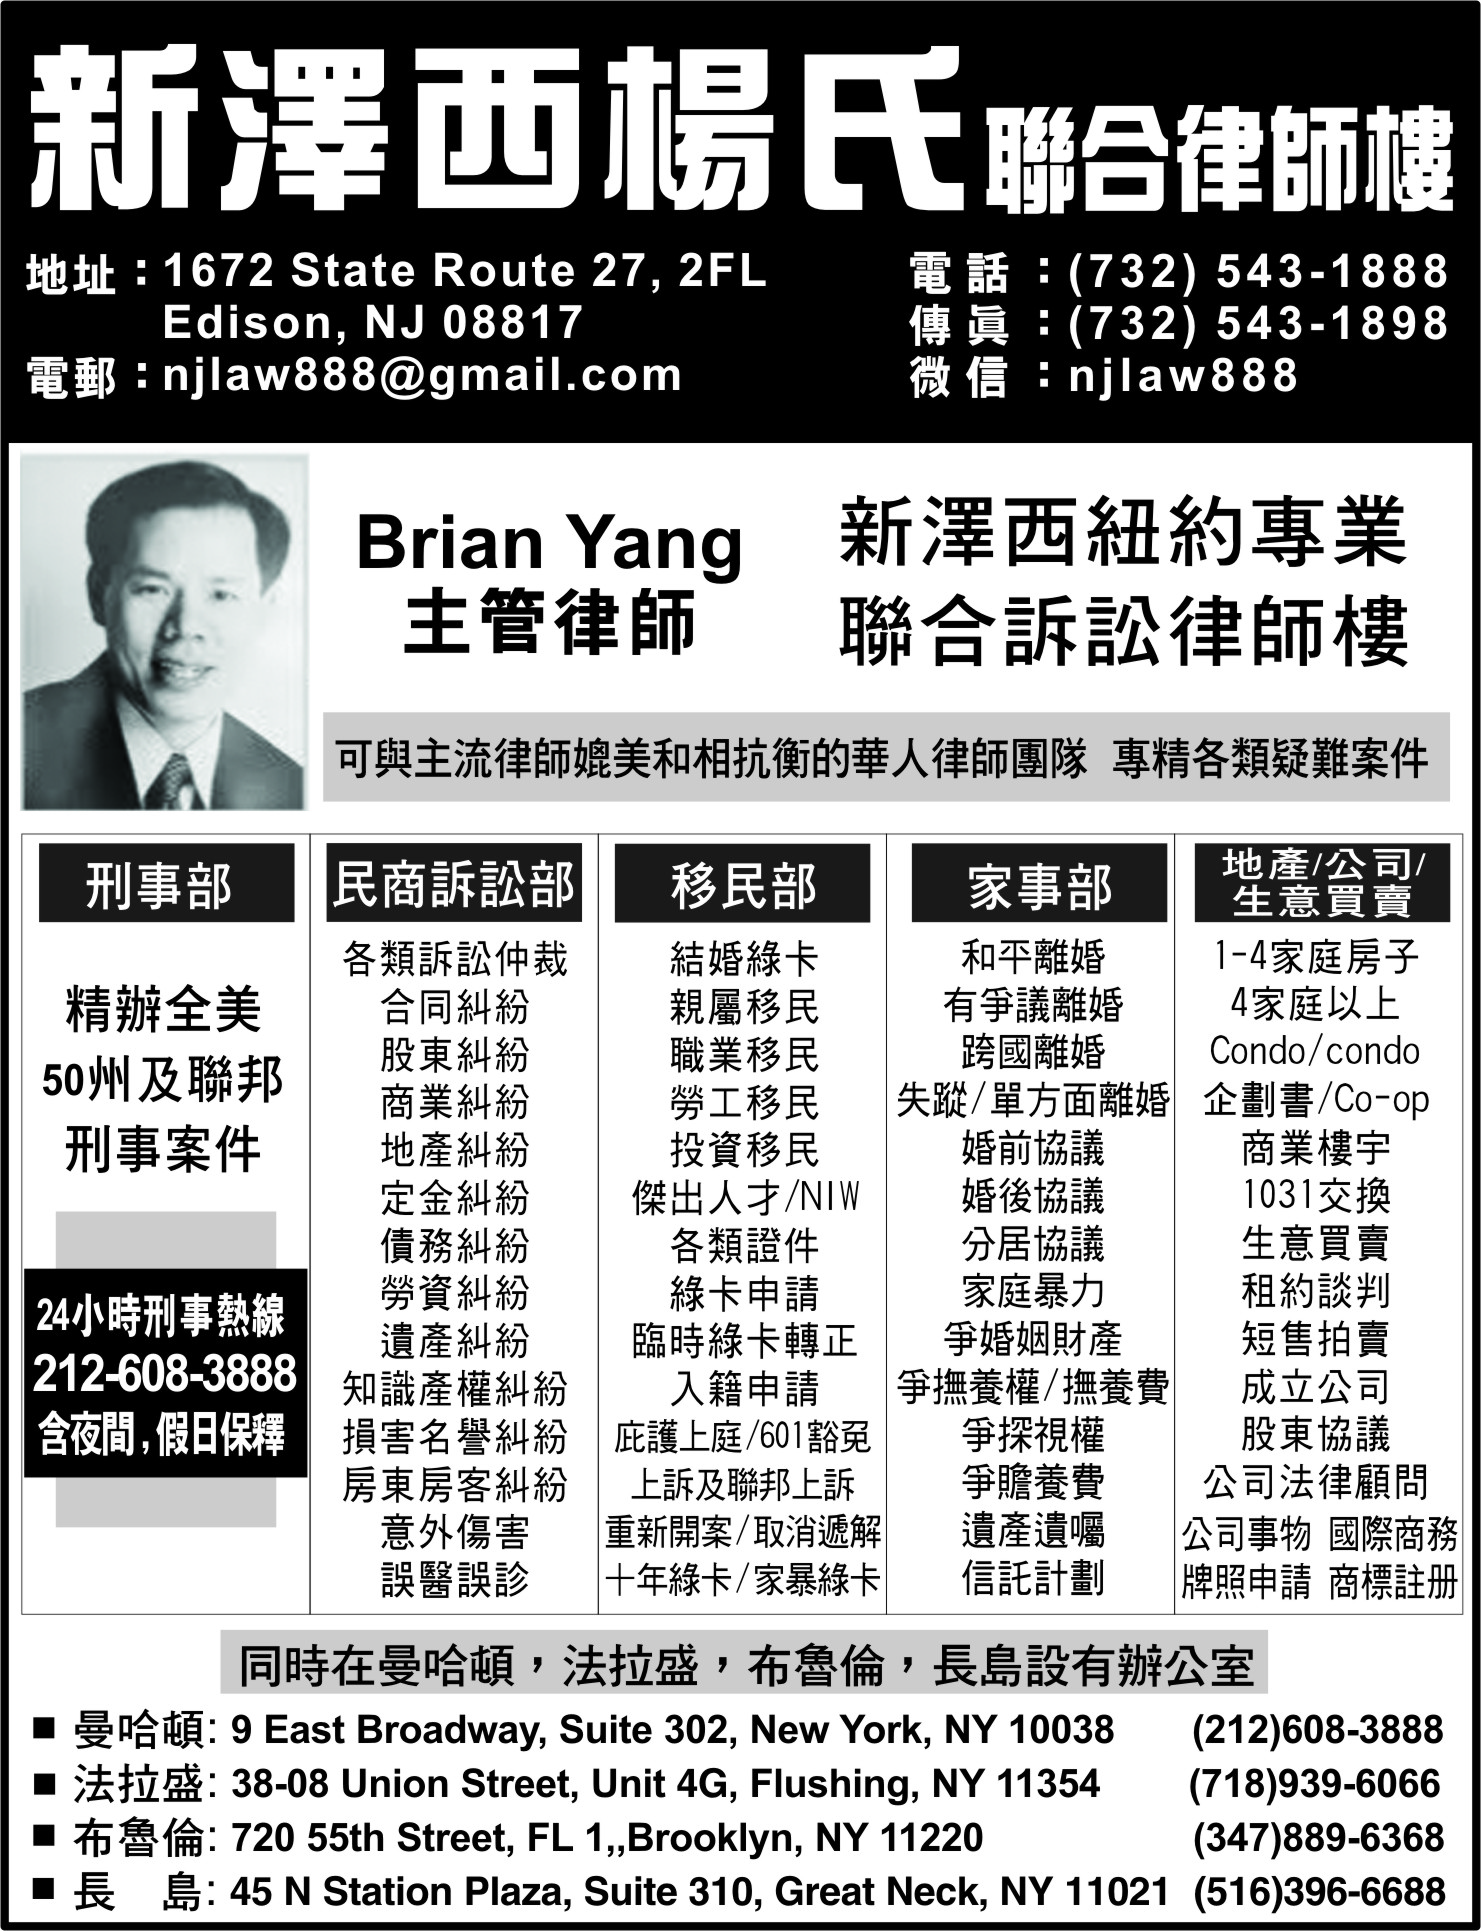 新澤西楊氏聯合律師樓
地址：1672 State Route 27, 2FL
Edison, NJ 08817
電郵：njlaw888@gmail.com
電話：(732) 543-1888
傳眞：(732) 543-1898
微信：njlaw888
Brian Yang
主管律師
新澤西紐約專業
聯合訴訟律師樓
可與主流律師媲美和相抗衡的華人律師團隊 專精各類疑難案件
刑事部
精辦全美
50州及聯邦
刑事案件
24小時刑事熱線
212-608-3888
含夜間,假日保釋
民商訴訟部
各類訴訟仲裁
合同糾紛
股東糾紛
商業糾紛
地產糾紛
定金糾紛
債務糾紛
勞資糾紛
遺產糾紛
知識產權糾紛
損害名譽糾紛
房東房客糾紛
意外傷害
誤醫誤診
移民部
結婚綠卡
親屬移民
職業移民
勞工移民
投資移民
傑出人才/NIW
各類證件
綠卡申請
臨時綠卡轉正
入籍申請
庇護上庭/601豁免
上訴及聯邦上訴
重新開案/取消遞解
十年綠卡/家暴綠卡
家事部
和平離婚
有爭議離婚
跨國離婚
失蹤/單方面離婚
婚前協議
婚後協議
分居協議
家庭暴力
爭婚姻財產
爭撫養權/撫養費
爭探視權
爭贍養費
遺產遺囑
信託計劃
地產/公司/
生意買賣
1-4家庭房子
4家庭以上
Condo/condo
企劃書/Co-op
商業樓宇
1031交換
生意買賣
租約談判
短售拍賣
成立公司
股東協議
公司法律顧問
公司事物 國際商務
牌照申請 商標註册
同時在曼哈頓，法拉盛，布魯倫，長島設有辦公室
■ 曼哈頓: 9 East Broadway, Suite 302, New York, NY 10038 (212)608-3888
■ 法拉盛: 38-08 Union Street, Unit 4G, Flushing, NY 11354 (718)939-6066
■ 布魯倫: 720 55th Street, FL 1,,Brooklyn, NY 11220 (347)889-6368
■ 長 島: 45 N Station Plaza, Suite 310, Great Neck, NY 11021 (516)396-6688